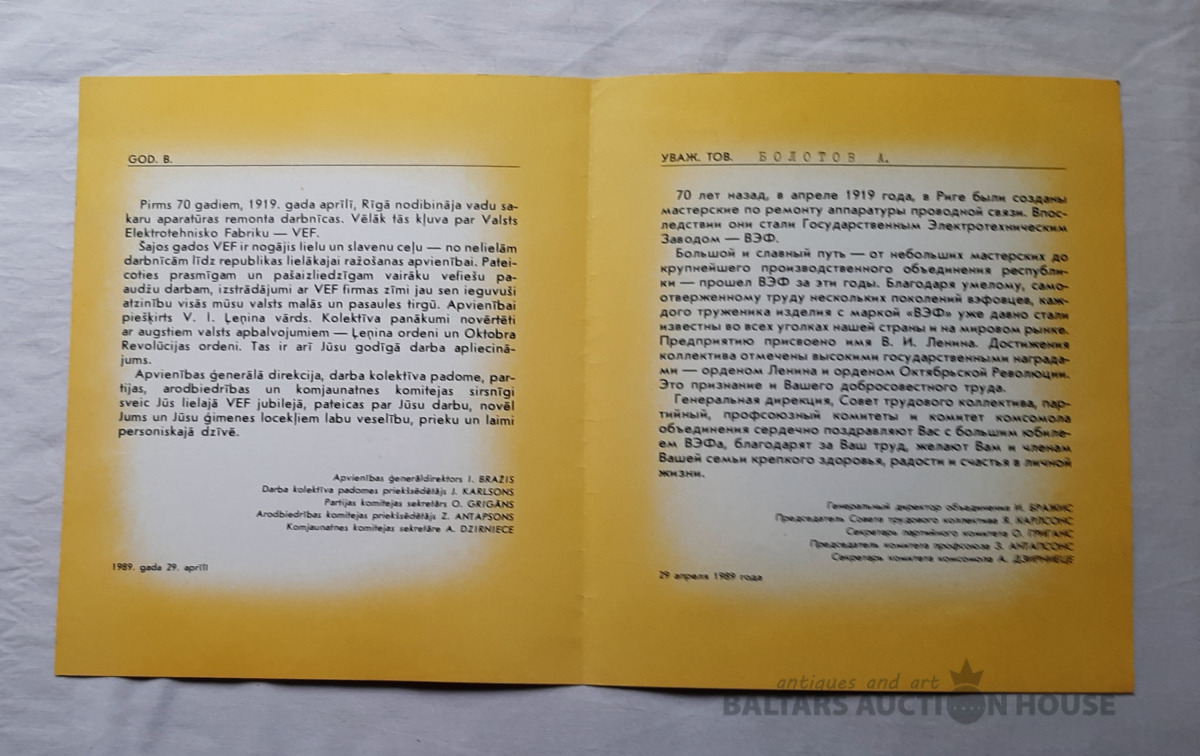 GOD. B.
Pirms 70 gadiem, 1919. gada aprīlī, Rīgā nodibināja vadu sa-
karu aparatūras remonta darbnīcas. Vēlāk tās kļuva par Valsts
Elektrotehnisko Fabriku — VEF.
Šajos gados VEF ir nogājis lielu un slavenu ceļu — no nelielām
darbnīcām līdz republikas lielākajai ražošanas apvienībai. Patei-
coties prasmīgam un pašaizliedzīgam vairāku vefiešu pa-
audžu darbam, izstrādājumi ar VEF firmas zīmi jau sen ieguvuši
atzinību visās mūsu valsts malās un pasaules tirgū. Apvienībai
piešķirts V. I. Ļeņina vārds. Kolektīva panākumi novērtēti
ar augstiem valsts apbalvojumiem — Ļeņina ordeni un Oktobra
Revolūcijas ordeni. Tas ir arī Jūsu godīgā darba apliecinā-
jums.
Apvienības ģenerālā direkcija, darba kolektīva padome, par-
tijas, arodbiedrības un komjaunatnes komitejas sirsnīgi
sveic Jūs lielajā VEF jubilejā, pateicas par Jūsu darbu, novēl
Jums un Jūsu ģimenes locekļiem labu veselību, prieku un laimi
personiskajā dzīvē.
Apvienības ģenerāldirektors I. BRAŽIS
Darba kolektīva padomes priekšsēdētājs J. KARLSONS
Partijas komitejas sekretārs O. GRIGĀNS
Arodbiedrības komitejas priekšsēdētājs Z. ANTAPSONS
Komjaunatnes komitejas sekretāre A. DZIRNIECE
1989. gada 29. aprīlī
УВАЖ. ТОВ. БОЛОТОВ А.
70 лет назад, в апреле 1919 года, в Риге были созданы
мастерские по ремонту аппаратуры проводной связи. Впос-
ледствии они стали Государственным Электротехническим
Заводом — ВЭФ.
Большой и славный путь — от небольших мастерских до
крупнейшего производственного объединения республи-
ки — прошел ВЭФ за эти годы. Благодаря умелому, само-
отверженному труду нескольких поколений вэфовцев, каж-
дого труженика изделия с маркой «ВЭФ» уже давно стали
известны во всех уголках нашей страны и на мировом рынке.
Предприятию присвоено имя В. И. Ленина. Достижения
коллектива отмечены высокими государственными награда-
ми — орденом Ленина и орденом Октябрьской Революции.
Это признание и Вашего добросовестного труда.
Генеральная дирекция, Совет трудового коллектива, пар-
тийный, профсоюзный комитеты и комитет комсомола
объединения сердечно поздравляют Вас с большим юбиле-
ем ВЭФа, благодарят за Ваш труд, желают Вам и членам
Вашей семьи крепкого здоровья, радости и счастья в личной
жизни.
Генеральный директор объединения И. БРАЖИС
Председатель Совета трудового коллектива Я. КАРЛСОНС
Секретарь партийного комитета О. ГРИГАНС
Председатель комитета профсоюза З. АНТАПСОНС
Секретарь комитета комсомола А. ДЗИРНИЕЦЕ
29 апреля 1989 года
antiques and art
BALTARS AUCTION HOUSE